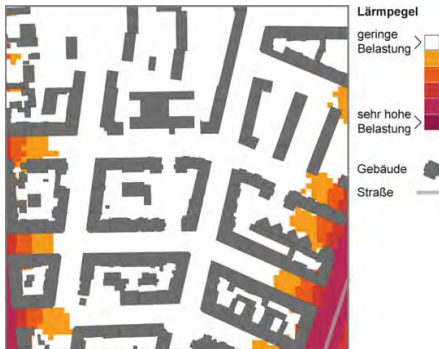 Lärmpegel
geringe
Belastung
sehr hohe
Belastung
Gebäude
Straße